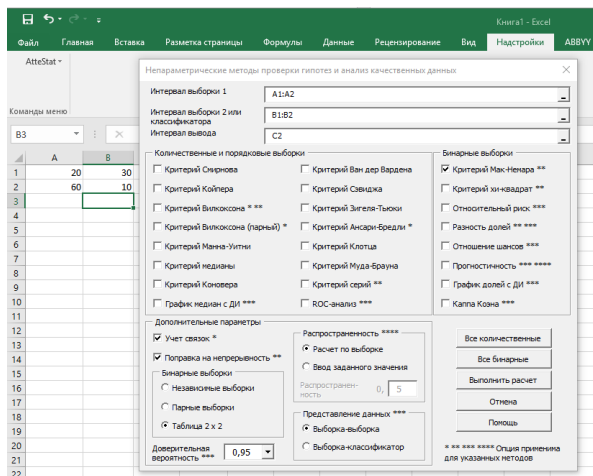 Книга1 - Excel
Файл Главная Вставка Разметка страницы Формулы Данные Рецензирование Вид Надстройки ABBYY
AtteStat
Команды меню
Непараметрические методы проверки гипотез и анализ качественных данных
Интервал выборки 1 A1:A2
Интервал выборки 2 или классификатора B1:B2
Интервал вывода C2
B3
A B
1 20 30
2 60 10
3
4
5
6
7
8
9
10
11
12
13
14
15
16
17
18
19
20
21
22
Количественные и порядковые выборки
Критерий Смирнова
Критерий Койпера
Критерий Вилкоксона * **
Критерий Вилкоксона (парный) *
Критерий Манна-Уитни
Критерий медианы
Критерий Коновера
График медиан с ДИ ***
Критерий Ван дер Вардена
Критерий Сэвиджа
Критерий Зигеля-Тьюки
Критерий Ансари-Бредли *
Критерий Клотца
Критерий Муда-Брауна
Критерий серий **
ROC-анализ ***
Бинарные выборки
Критерий Мак-Немара **
Критерий хи-квадрат **
Относительный риск ***
Разность долей ** ***
Отношение шансов ***
Прогностичность *** ****
График долей с ДИ ***
Каппа Коэна ***
Дополнительные параметры
Учет связок *
Поправка на непрерывность **
Бинарные выборки
Независимые выборки
Парные выборки
Таблица 2 x 2
Доверительная вероятность *** 0,95
Распространенность ****
Расчет по выборке
Ввод заданного значения
Распространен-
ность 0, 5
Представление данных ***
Выборка-выборка
Выборка-классификатор
Все количественные
Все бинарные
Выполнить расчет
Отмена
Помощь
* ** *** **** Опция применима
для указанных методов